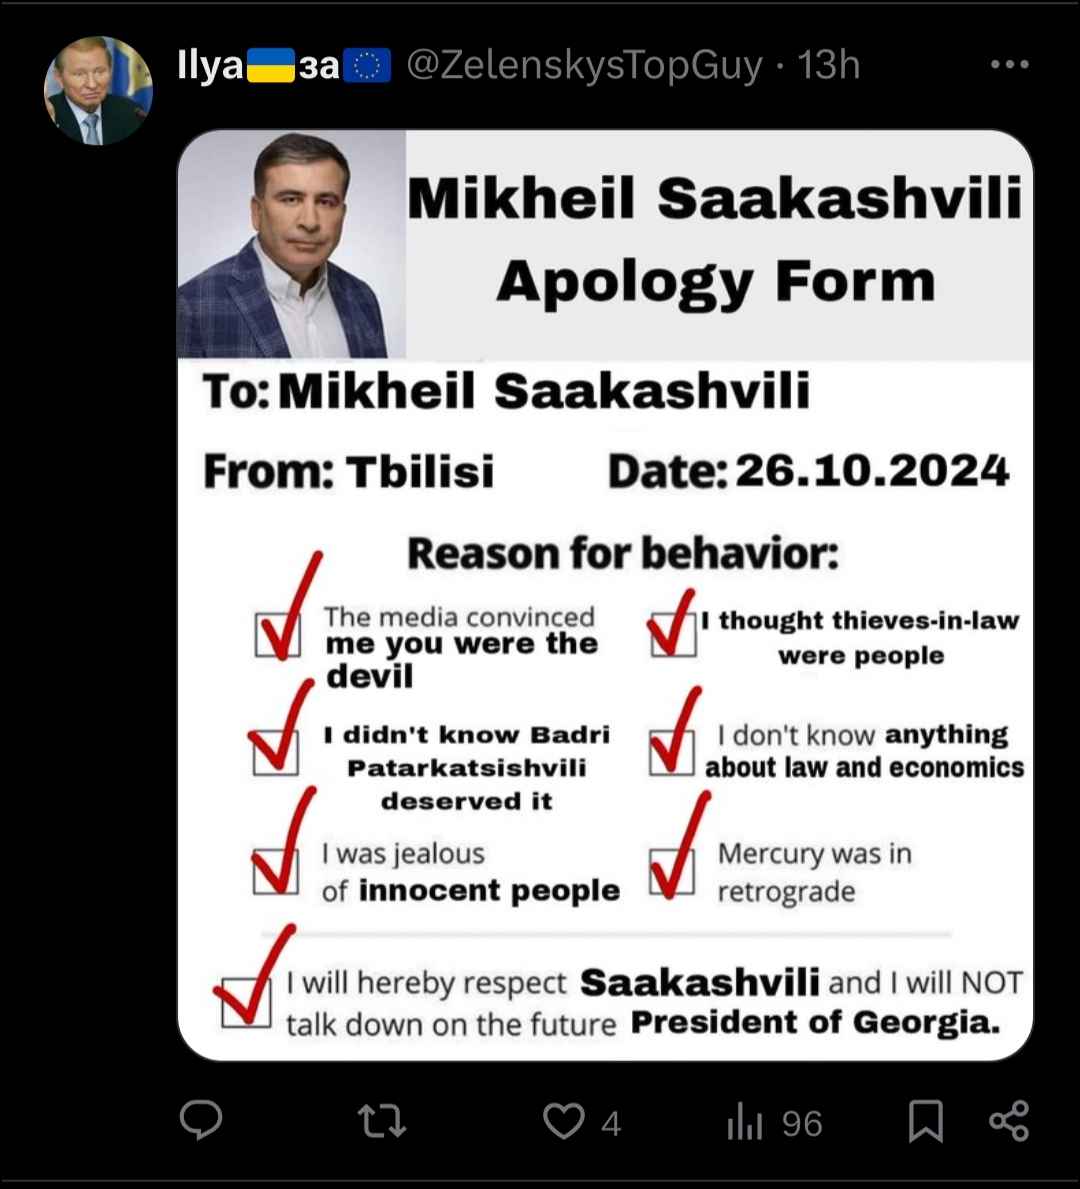 Ilya🇺🇦за🇪🇺 @ZelenskysTopGuy · 13h
Mikheil Saakashvili
Apology Form
To: Mikheil Saakashvili
From: Tbilisi Date: 26.10.2024
Reason for behavior:
The media convinced
me you were the
devil
I thought thieves-in-law
were people
I didn't know Badri
Patarkatsishvili
deserved it
I don't know anything
about law and economics
I was jealous
of innocent people
Mercury was in
retrograde
I will hereby respect Saakashvili and I will NOT
talk down on the future President of Georgia.
4 96